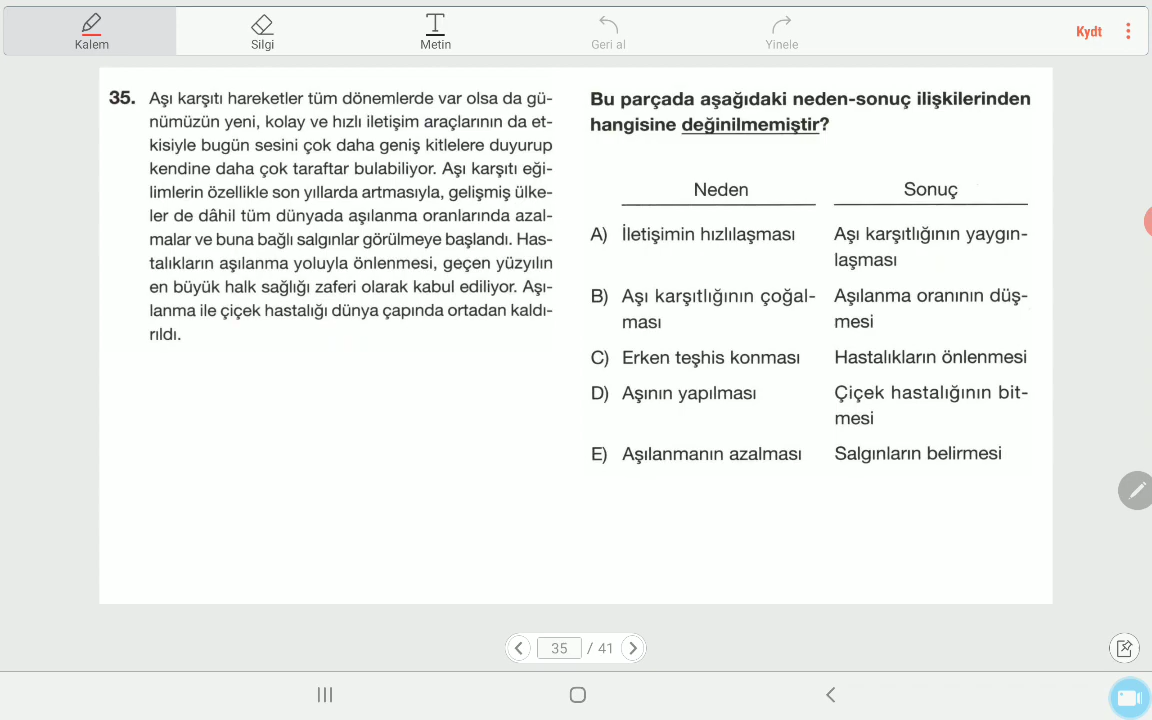 Kalem
Silgi
Metin
Geri al
Yinele
Kydt
35. Aşı karşıtı hareketler tüm dönemlerde var olsa da gü-
nümüzün yeni, kolay ve hızlı iletişim araçlarının da et-
kisiyle bugün sesini çok daha geniş kitlelere duyurup
kendine daha çok taraftar bulabiliyor. Aşı karşıtı eği-
limlerin özellikle son yıllarda artmasıyla, gelişmiş ülke-
ler de dâhil tüm dünyada aşılanma oranlarında azal-
malar ve buna bağlı salgınlar görülmeye başlandı. Has-
talıkların aşılanma yoluyla önlenmesi, geçen yüzyılın
en büyük halk sağlığı zaferi olarak kabul ediliyor. Aşı-
lanma ile çiçek hastalığı dünya çapında ortadan kaldı-
rıldı.
Bu parçada aşağıdaki neden-sonuç ilişkilerinden
hangisine değinilmemiştir?
Neden Sonuç
A) İletişimin hızlılaşması Aşı karşıtlığının yaygın-
laşması
B) Aşı karşıtlığının çoğal- Aşılanma oranının düş-
ması mesi
C) Erken teşhis konması Hastalıkların önlenmesi
D) Aşının yapılması Çiçek hastalığının bit-
mesi
E) Aşılanmanın azalması Salgınların belirmesi
35 / 41